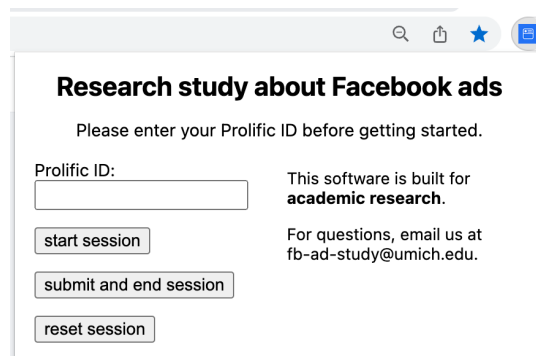 Research study about Facebook ads
Please enter your Prolific ID before getting started.
Prolific ID:
start session
submit and end session
reset session
This software is built for
academic research.
For questions, email us at
fb-ad-study@umich.edu.